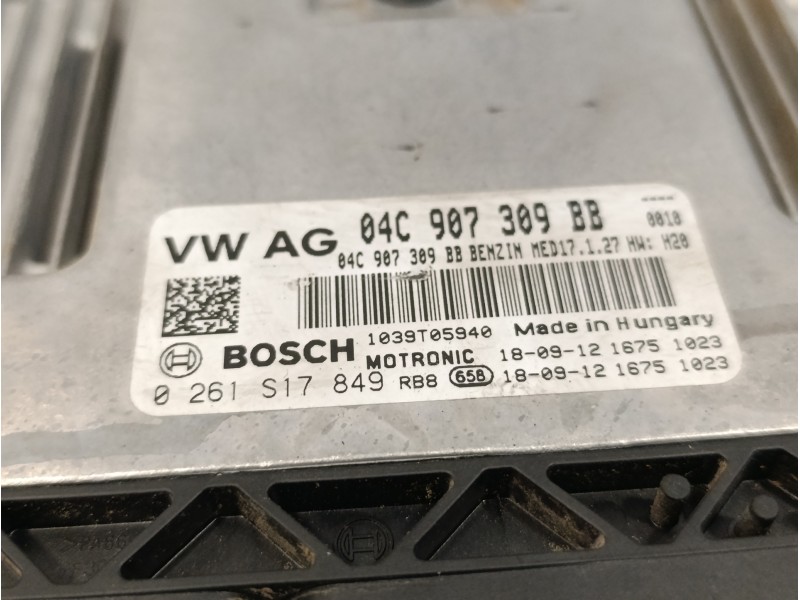 VW AG 04C 907 309 BB 0010
04C 907 309 BB BENZIN MED17.1.27 HW: H20
1039T05940 Made in Hungary
BOSCH MOTRONIC 18-09-12 1675 1023
0 261 S17 849 RB8 658 18-09-12 1675 1023